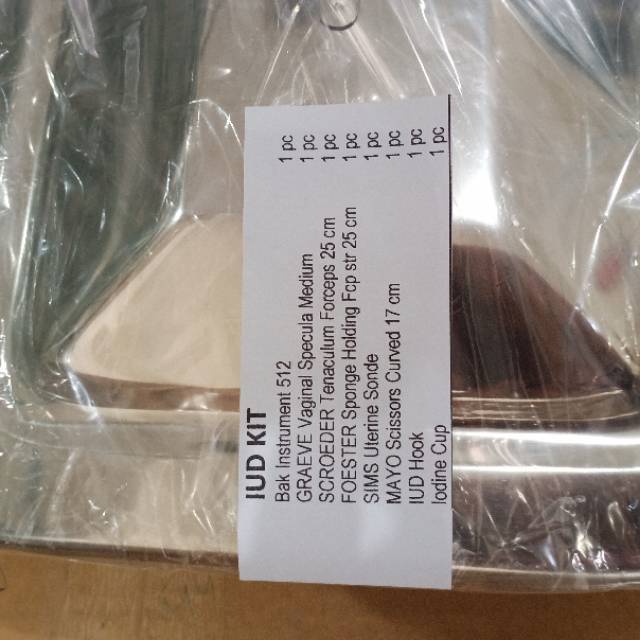 IUD KIT
Bak Instrument 512 1 pc
GRAEVE Vaginal Specula Medium 1 pc
SCROEDER Tenaculum Forceps 25 cm 1 pc
FOESTER Sponge Holding Fcp str 25 cm 1 pc
SIMS Uterine Sonde 1 pc
MAYO Scissors Curved 17 cm 1 pc
IUD Hook 1 pc
Iodine Cup 1 pc